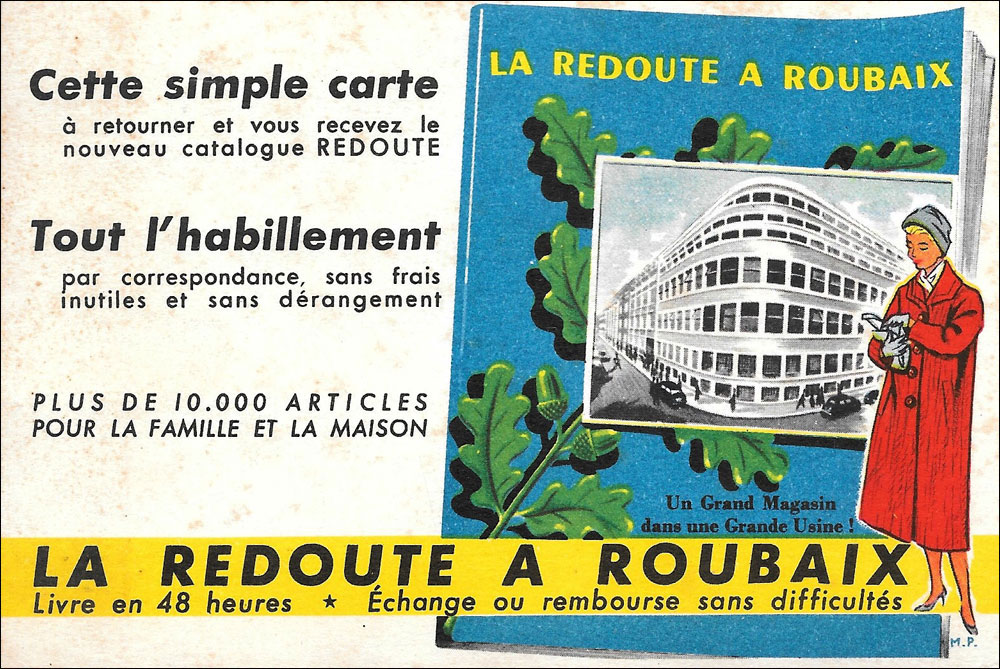 Cette simple carte
à retourner et vous recevez le
nouveau catalogue REDOUTE
Tout l'habillement
par correspondance, sans frais
inutiles et sans dérangement
PLUS DE 10.000 ARTICLES
POUR LA FAMILLE ET LA MAISON
LA REDOUTE A ROUBAIX
Un Grand Magasin
dans une Grande Usine !
LA REDOUTE A ROUBAIX
Livre en 48 heures ★ Échange ou rembourse sans difficultés
M.P.